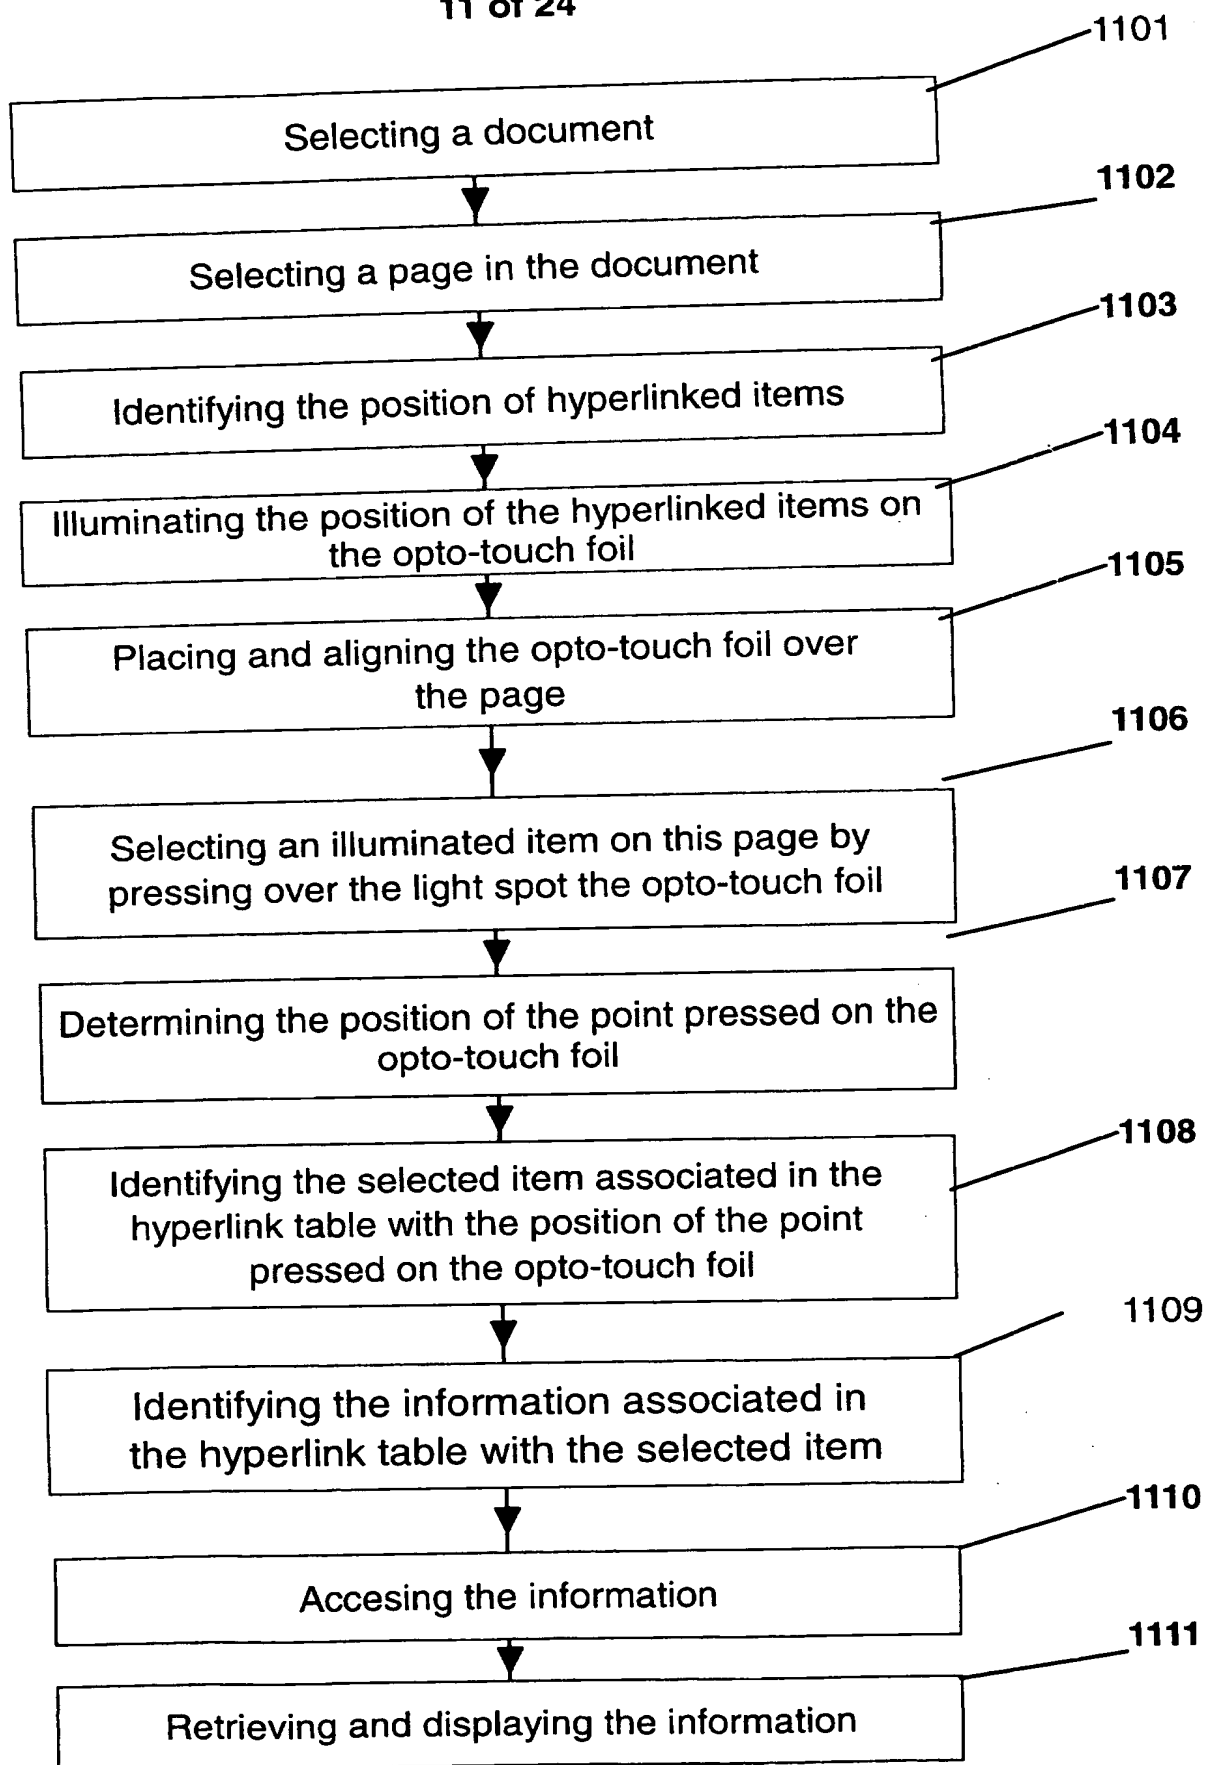 11 of 24
1101
Selecting a document
1102
Selecting a page in the document
1103
Identifying the position of hyperlinked items
1104
Illuminating the position of the hyperlinked items on
the opto-touch foil
1105
Placing and aligning the opto-touch foil over
the page
1106
Selecting an illuminated item on this page by
pressing over the light spot the opto-touch foil
1107
Determining the position of the point pressed on the
opto-touch foil
1108
Identifying the selected item associated in the
hyperlink table with the position of the point
pressed on the opto-touch foil
1109
Identifying the information associated in
the hyperlink table with the selected item
1110
Accesing the information
1111
Retrieving and displaying the information